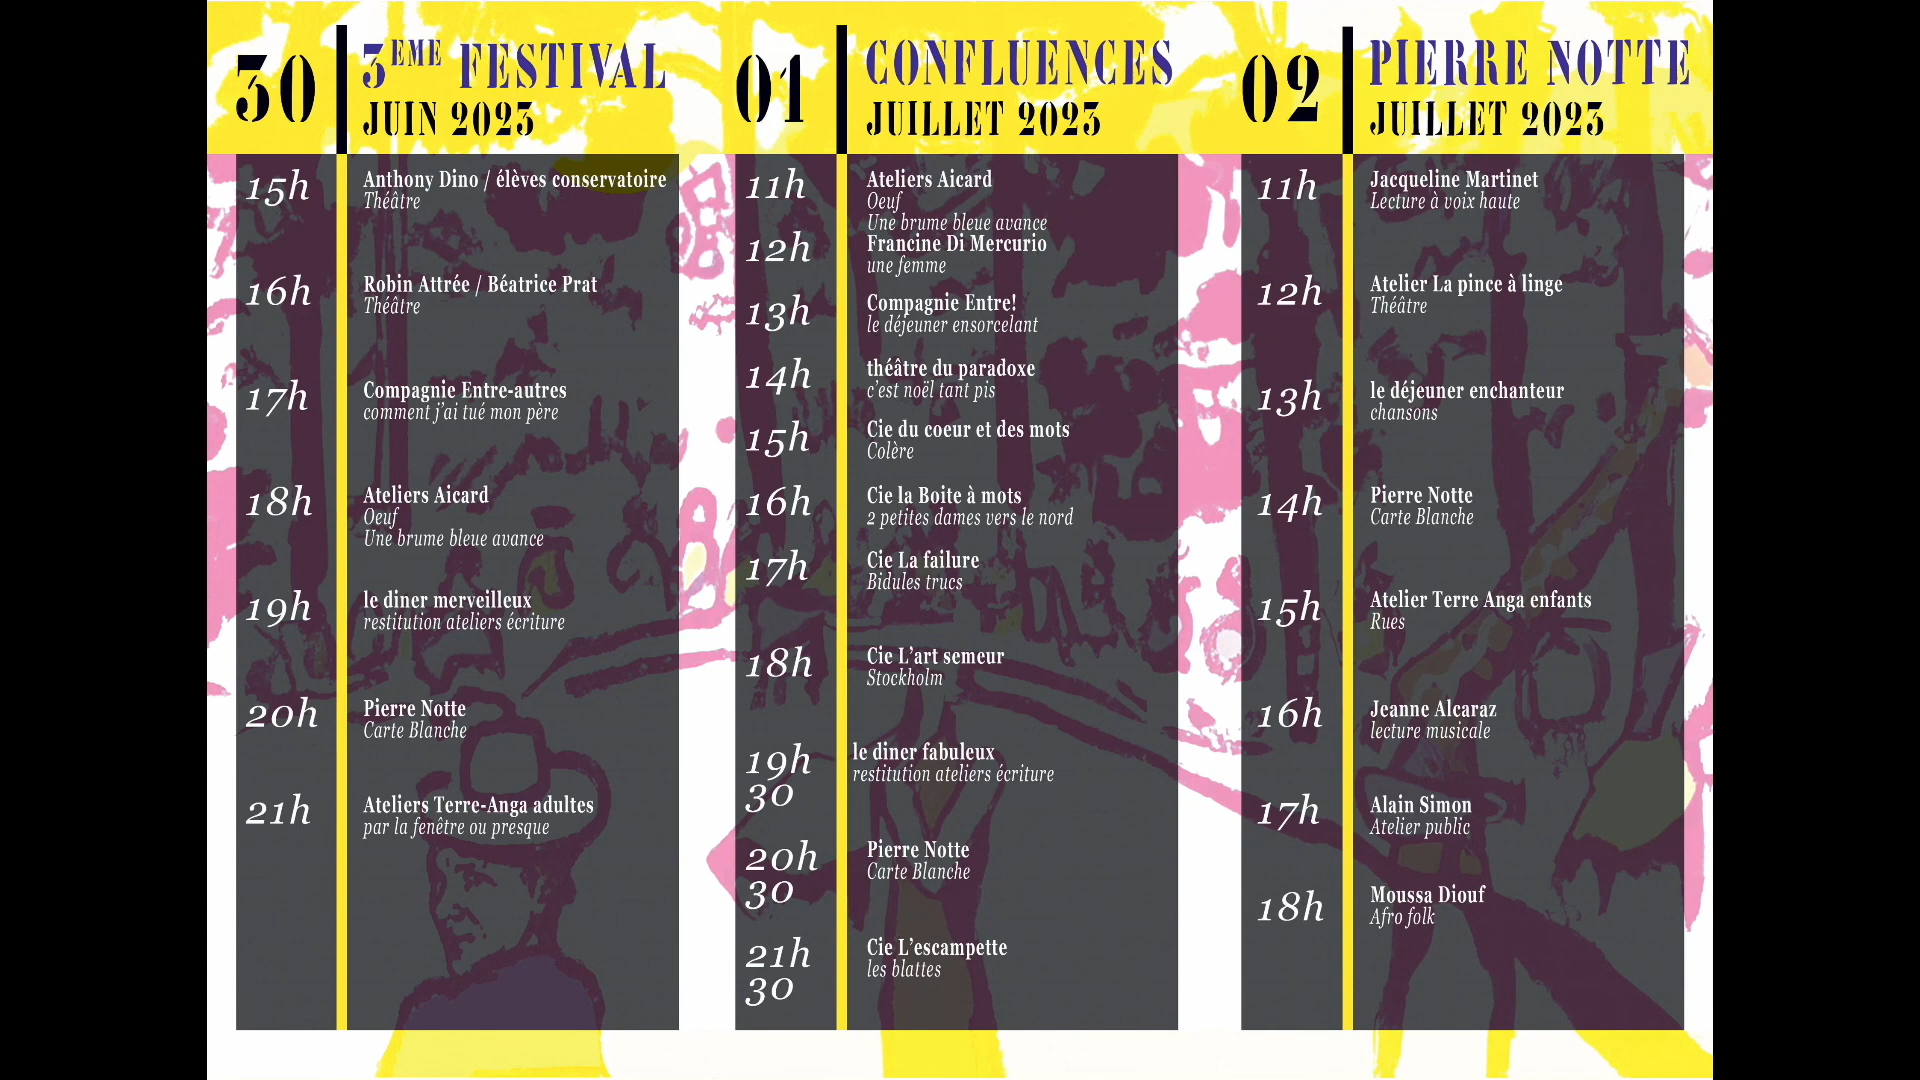 30
3EME FESTIVAL
JUIN 2023
15h
Anthony Dino / élèves conservatoire
Théâtre
16h
Robin Attrée / Béatrice Prat
Théâtre
17h
Compagnie Entre-autres
comment j'ai tué mon père
18h
Ateliers Aicard
Oeuf
Une brume bleue avance
19h
le diner merveilleux
restitution ateliers écriture
20h
Pierre Notte
Carte Blanche
21h
Ateliers Terre-Anga adultes
par la fenêtre ou presque
01
CONFLUENCES
JUILLET 2023
11h
Ateliers Aicard
Oeuf
Une brume bleue avance
12h
Francine Di Mercurio
une femme
13h
Compagnie Entre!
le déjeuner ensorcelant
14h
théâtre du paradoxe
c'est noël tant pis
15h
Cie du coeur et des mots
Colère
16h
Cie la Boite à mots
2 petites dames vers le nord
17h
Cie La failure
Bidules trucs
18h
Cie L'art semeur
Stockholm
19h
30
le diner fabuleux
restitution ateliers écriture
20h
30
Pierre Notte
Carte Blanche
21h
30
Cie L'escampette
les blattes
02
PIERRE NOTTE
JUILLET 2023
11h
Jacqueline Martinet
Lecture à voix haute
12h
Atelier La pince à linge
Théâtre
13h
le déjeuner enchanteur
chansons
14h
Pierre Notte
Carte Blanche
15h
Atelier Terre Anga enfants
Rues
16h
Jeanne Alcaraz
lecture musicale
17h
Alain Simon
Atelier public
18h
Moussa Diouf
Afro folk